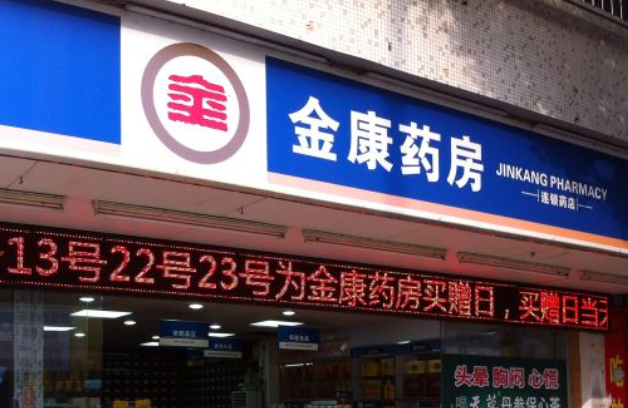 金康药房
JINKANG PHARMACY
连锁药店
13号22号23号为金康药房买赠日，买赠日当
头晕 胸闷 心慌